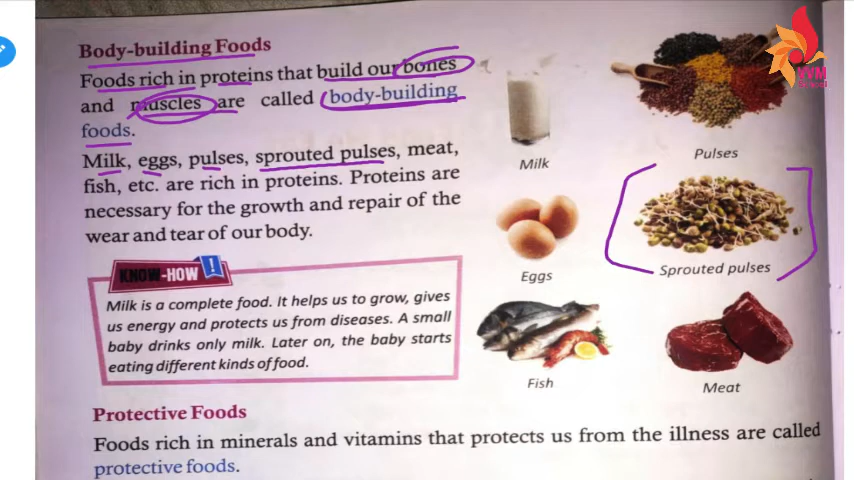 Body-building Foods
Foods rich in proteins that build our bones
and muscles are called body-building
foods.
Milk, eggs, pulses, sprouted pulses, meat,
fish, etc. are rich in proteins. Proteins are
necessary for the growth and repair of the
wear and tear of our body.
KNOW-HOW !
Milk is a complete food. It helps us to grow, gives
us energy and protects us from diseases. A small
baby drinks only milk. Later on, the baby starts
eating different kinds of food.
Milk
Pulses
Eggs
Sprouted pulses
Fish
Meat
Protective Foods
Foods rich in minerals and vitamins that protects us from the illness are called
protective foods.
VVM